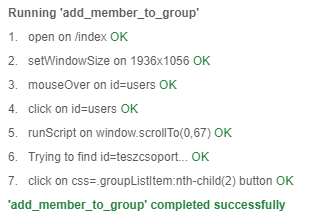 Running 'add_member_to_group'
1. open on /index OK
2. setWindowSize on 1936x1056 OK
3. mouseOver on id=users OK
4. click on id=users OK
5. runScript on window.scrollTo(0,67) OK
6. Trying to find id=teszcsoport... OK
7. click on css=.groupListItem:nth-child(2) button OK
'add_member_to_group' completed successfully